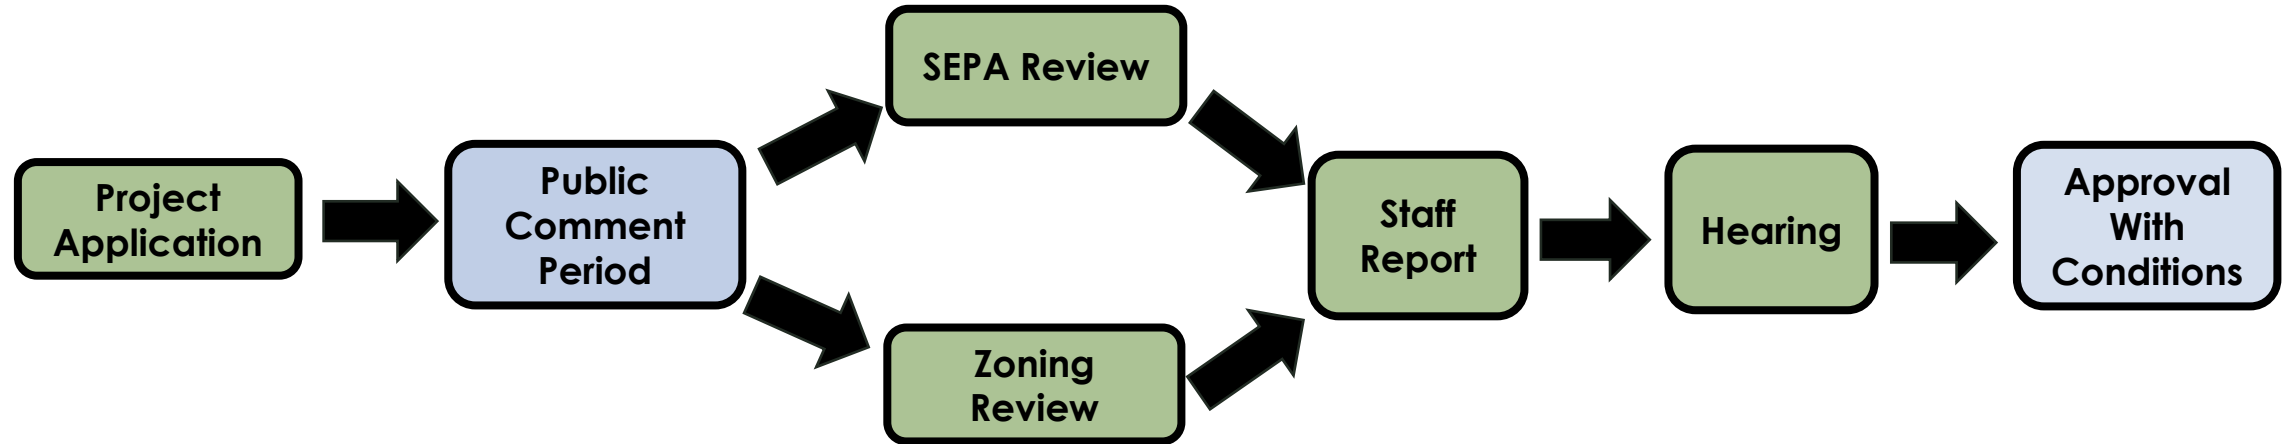 Project
Application
Public
Comment
Period
SEPA Review
Zoning
Review
Staff
Report
Hearing
Approval
With
Conditions